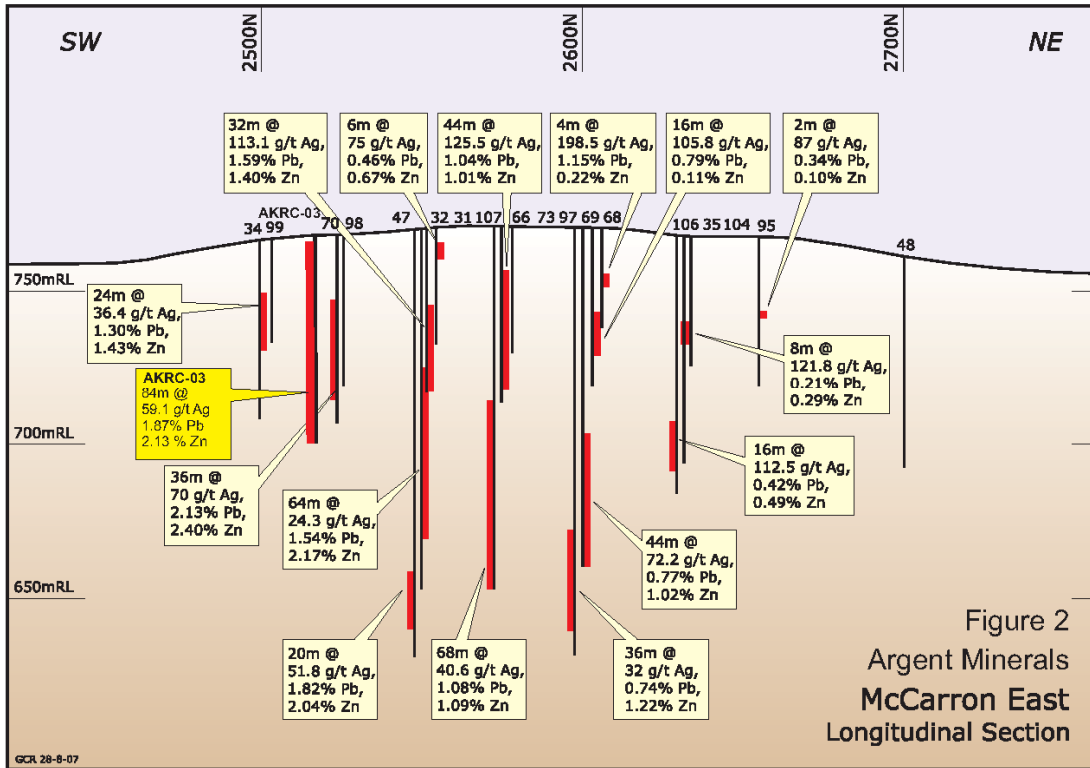 SW
2500N
2600N
2700N
NE
32m @
113.1 g/t Ag,
1.59% Pb,
1.40% Zn
6m @
75 g/t Ag,
0.46% Pb,
0.67% Zn
44m @
125.5 g/t Ag,
1.04% Pb,
1.01% Zn
4m @
198.5 g/t Ag,
1.15% Pb,
0.22% Zn
16m @
105.8 g/t Ag,
0.79% Pb,
0.11% Zn
2m @
87 g/t Ag,
0.34% Pb,
0.10% Zn
AKRC-03
34 99 70 98 47 32 31 107 66 73 97 69 68 106 35 104 95 48
750mRL
24m @
36.4 g/t Ag,
1.30% Pb,
1.43% Zn
AKRC-03
84m @
59.1 g/t Ag
1.87% Pb
2.13 % Zn
8m @
121.8 g/t Ag,
0.21% Pb,
0.29% Zn
700mRL
36m @
70 g/t Ag,
2.13% Pb,
2.40% Zn
64m @
24.3 g/t Ag,
1.54% Pb,
2.17% Zn
16m @
112.5 g/t Ag,
0.42% Pb,
0.49% Zn
44m @
72.2 g/t Ag,
0.77% Pb,
1.02% Zn
650mRL
20m @
51.8 g/t Ag,
1.82% Pb,
2.04% Zn
68m @
40.6 g/t Ag,
1.08% Pb,
1.09% Zn
36m @
32 g/t Ag,
0.74% Pb,
1.22% Zn
Figure 2
Argent Minerals
McCarron East
Longitudinal Section
GCR 28-8-07